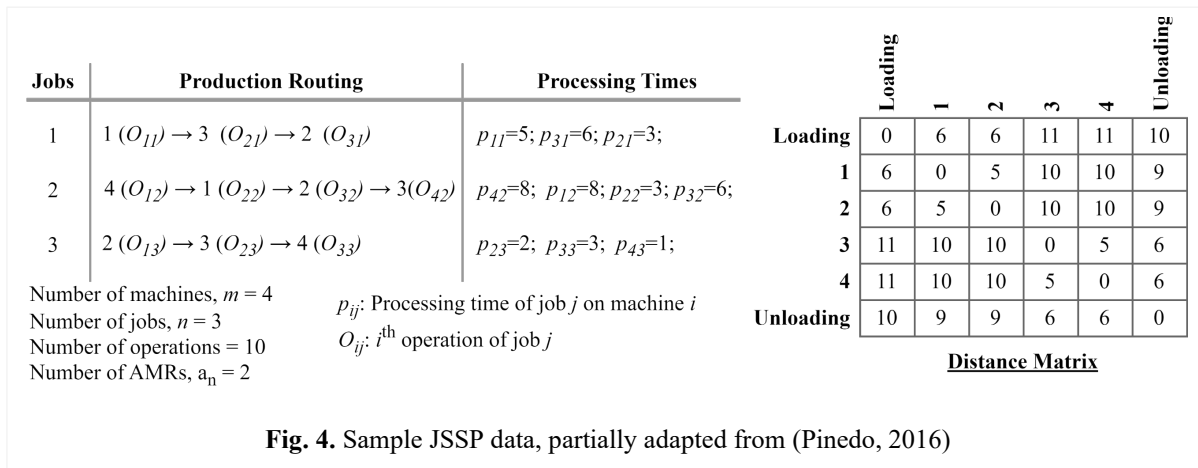 Jobs Production Routing Processing Times
1 1 (O11) → 3 (O21) → 2 (O31) p11=5; p31=6; p21=3;
2 4 (O12) → 1 (O22) → 2 (O32) → 3(O42) p42=8; p12=8; p22=3; p32=6;
3 2 (O13) → 3 (O23) → 4 (O33) p23=2; p33=3; p43=1;
Number of machines, m = 4
Number of jobs, n = 3
Number of operations = 10
Number of AMRs, an = 2
pij: Processing time of job j on machine i
Oij: ith operation of job j
Loading 1 2 3 4 Unloading
Loading 0 6 6 11 11 10
1 6 0 5 10 10 9
2 6 5 0 10 10 9
3 11 10 10 0 5 6
4 11 10 10 5 0 6
Unloading 10 9 9 6 6 0
Distance Matrix
Fig. 4. Sample JSSP data, partially adapted from (Pinedo, 2016)